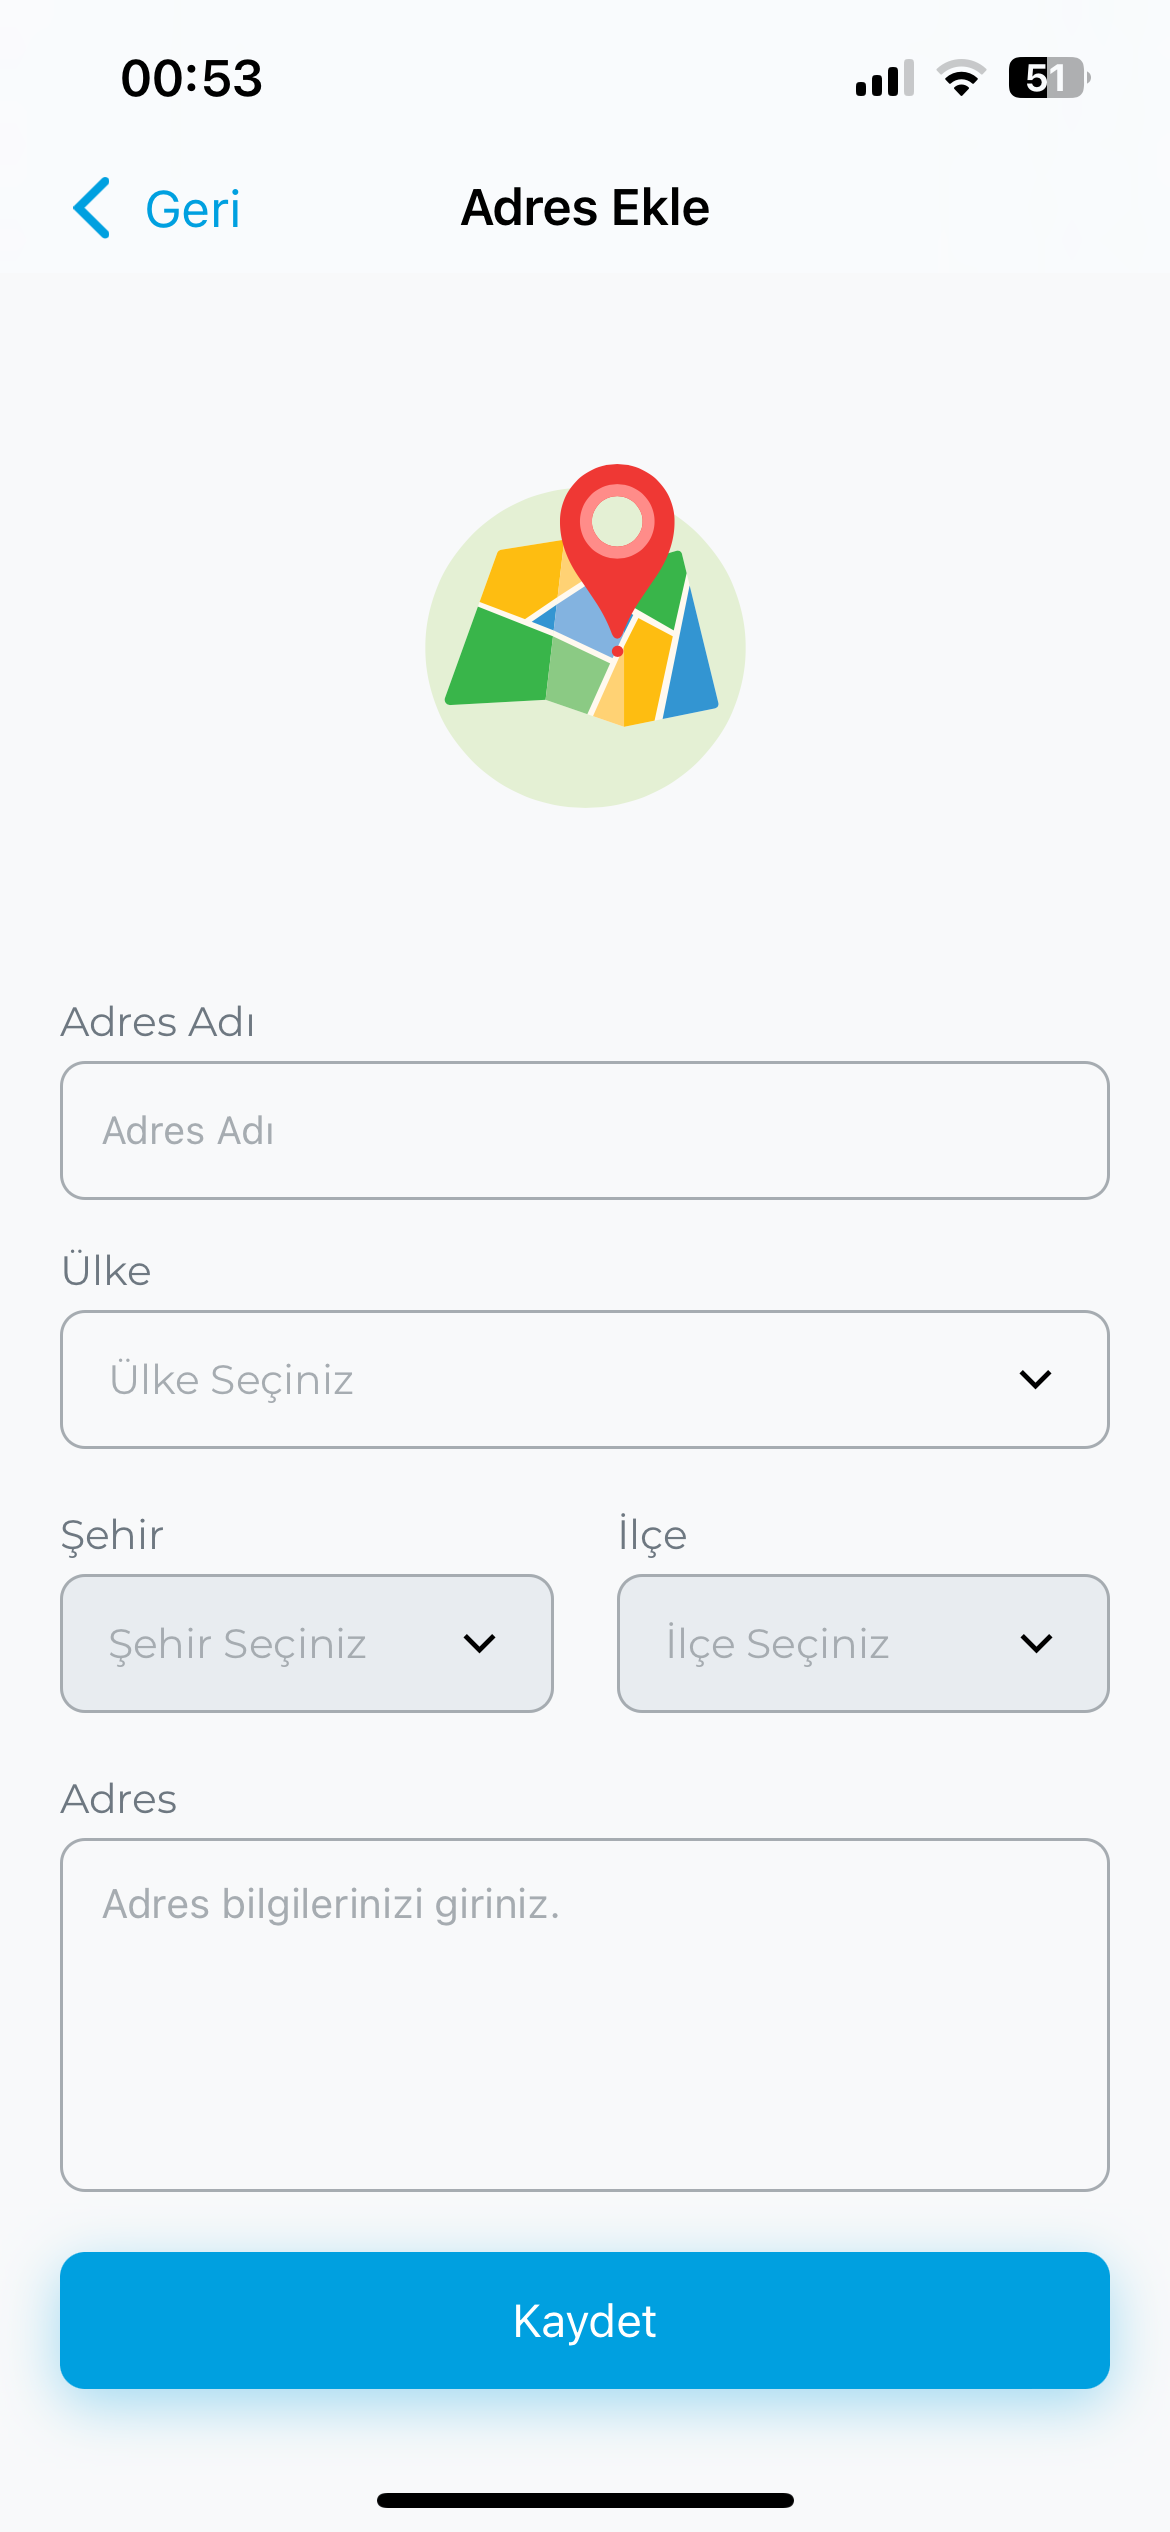 00:53
51
Geri
Adres Ekle
Adres Adı
Adres Adı
Ülke
Ülke Seçiniz
Şehir
İlçe
Şehir Seçiniz
İlçe Seçiniz
Adres
Adres bilgilerinizi giriniz.
Kaydet